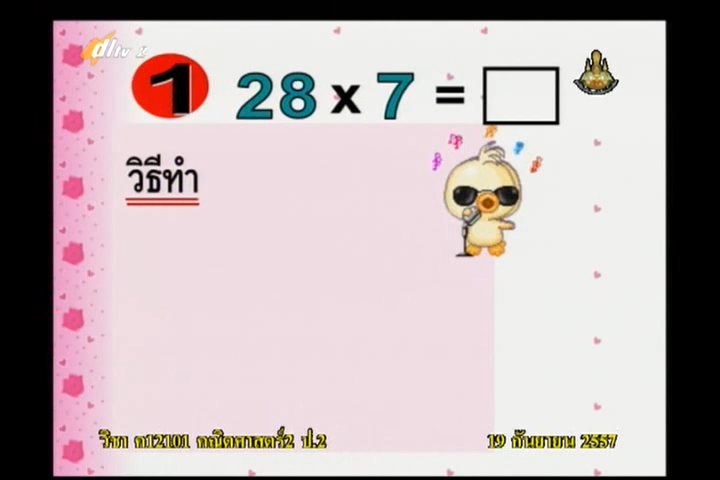 dltv 4
1 28 x 7 =
วิธีทำ
วิชา ค12101 คณิตศาสตร์2 ป.2
19 กันยายน 2557